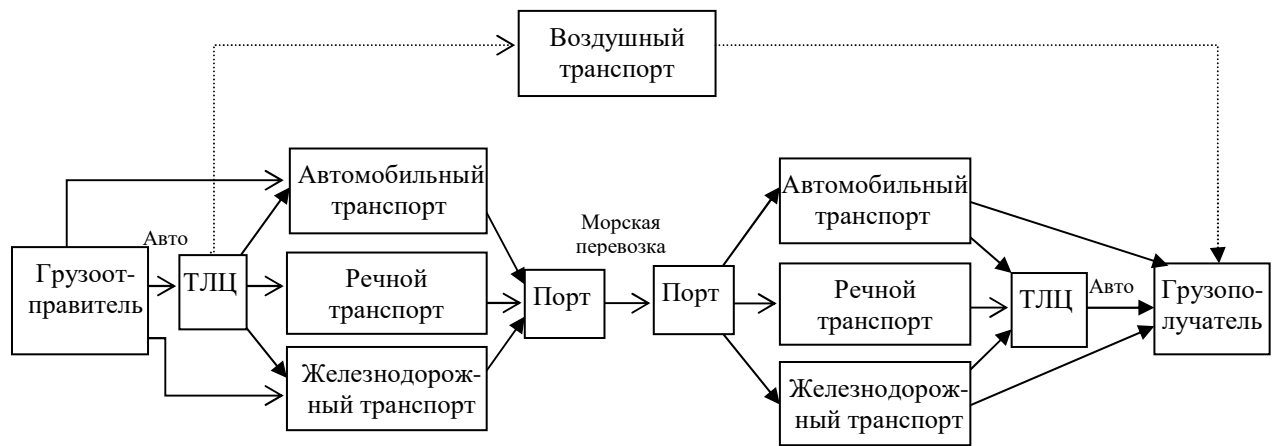 Воздушный
транспорт
Автомобильный
транспорт
Авто
Грузоот-
правитель
ТЛЦ
Речной
транспорт
Железнодорож-
ный транспорт
Порт
Морская
перевозка
Порт
Автомобильный
транспорт
Речной
транспорт
Железнодорож-
ный транспорт
ТЛЦ
Авто
Грузопо-
лучатель